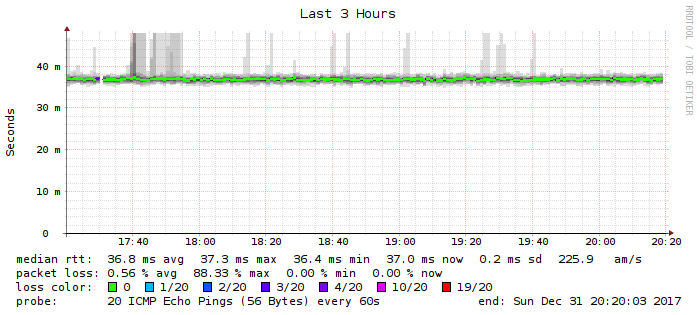 Last 3 Hours
RRDTOOL / TOBI OETIKER
Seconds
40 m
30 m
20 m
10 m
0
17:40 18:00 18:20 18:40 19:00 19:20 19:40 20:00 20:20
median rtt: 36.8 ms avg 37.3 ms max 36.4 ms min 37.0 ms now 0.2 ms sd 225.9 am/s
packet loss: 0.56 % avg 88.33 % max 0.00 % min 0.00 % now
loss color: 0 1/20 2/20 3/20 4/20 10/20 19/20
probe: 20 ICMP Echo Pings (56 Bytes) every 60s end: Sun Dec 31 20:20:03 2017